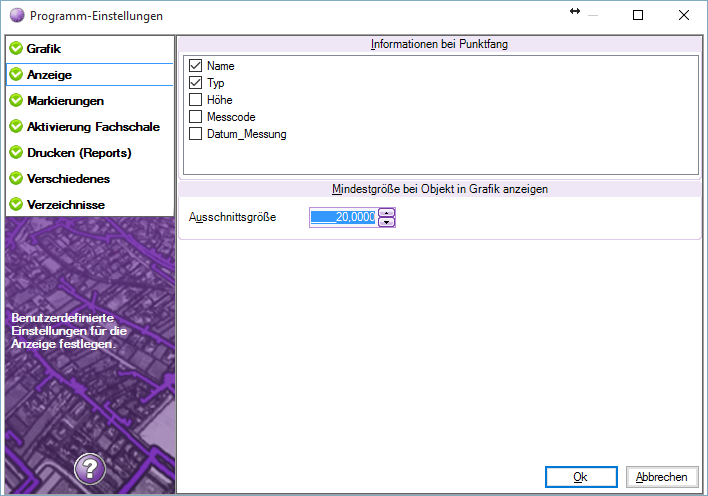 Programm-Einstellungen
Grafik
Anzeige
Markierungen
Aktivierung Fachschale
Drucken (Reports)
Verschiedenes
Verzeichnisse
Benutzerdefinierte
Einstellungen für die
Anzeige festlegen.
?
Informationen bei Punktfang
Name
Typ
Höhe
Messcode
Datum_Messung
Mindestgröße bei Objekt in Grafik anzeigen
Ausschnittsgröße
____20,0000
Ok
Abbrechen